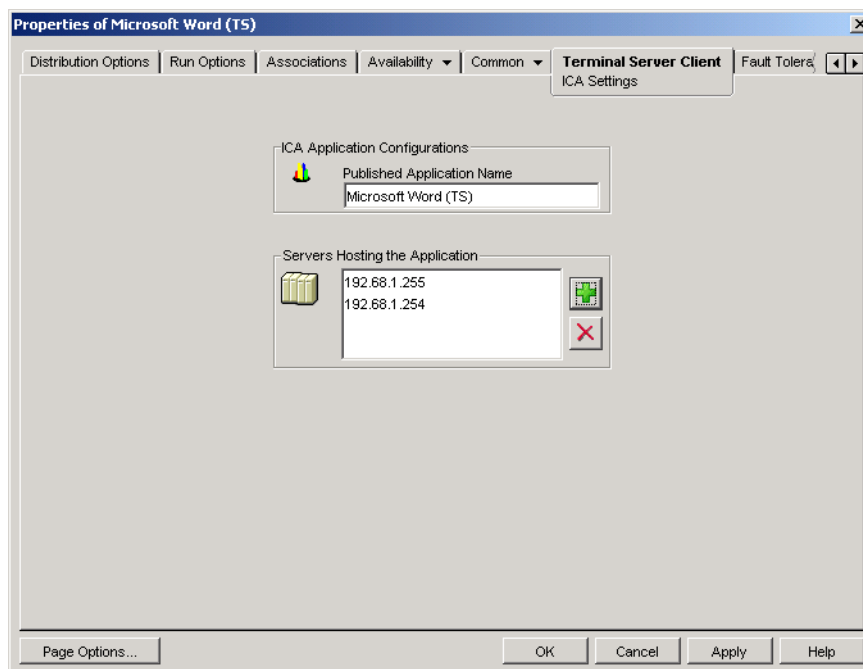 Properties of Microsoft Word (TS)
Distribution Options Run Options Associations Availability Common Terminal Server Client Fault Tolera
ICA Settings
ICA Application Configurations
Published Application Name
Microsoft Word (TS)
Servers Hosting the Application
192.68.1.255
192.68.1.254
Page Options... OK Cancel Apply Help